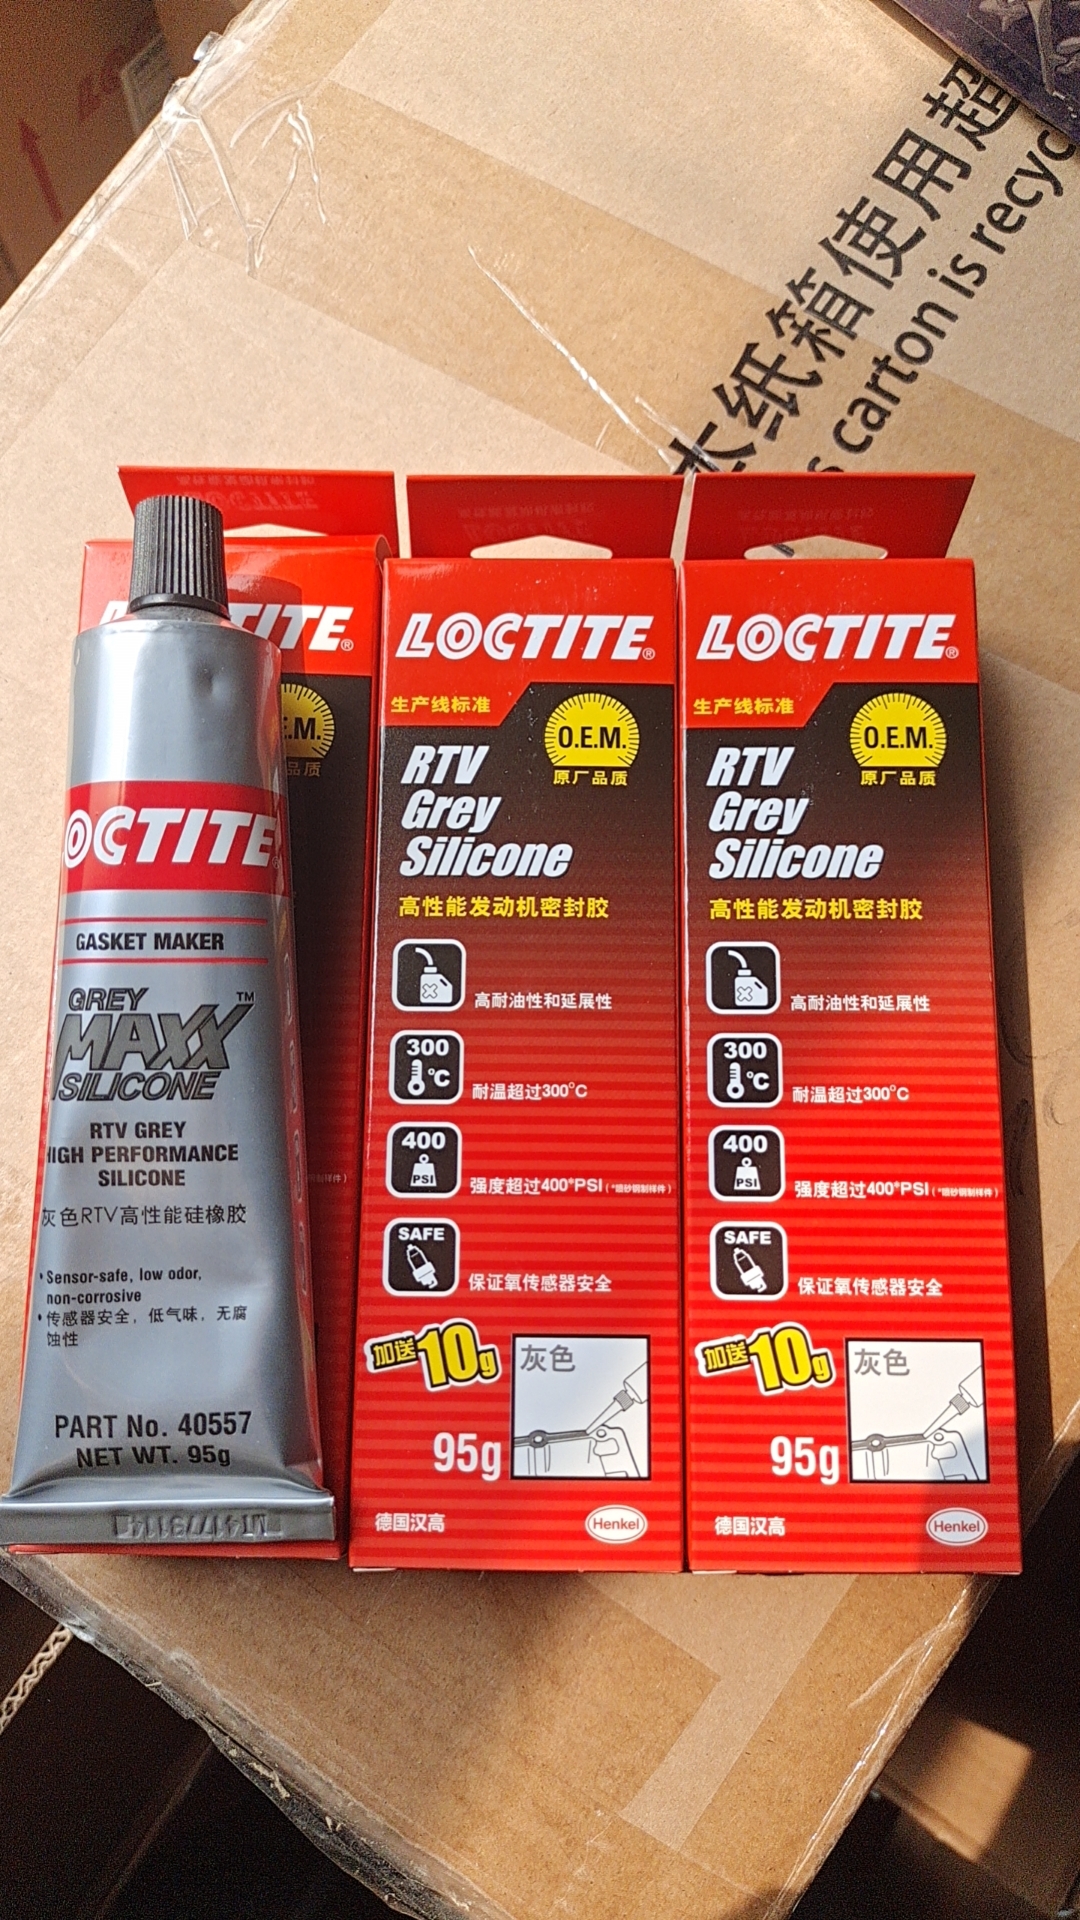 纸箱使用
carton is recyc
LOCTITE®
GASKET MAKER
GREY
MAXX™
SILICONE
RTV GREY
HIGH PERFORMANCE
SILICONE
灰色RTV高性能硅橡胶
• Sensor-safe, low odor,
non-corrosive
• 传感器安全，低气味，无腐
蚀性
PART No. 40557
NET WT. 95g
LOCTITE®
生产线标准
O.E.M.
原厂品质
RTV
Grey
Silicone
高性能发动机密封胶
高耐油性和延展性
300
°C
耐温超过300°C
400
PSI
强度超过400*PSI
SAFE
保证氧传感器安全
加送10g
灰色
95g
德国汉高
Henkel
LOCTITE®
生产线标准
O.E.M.
原厂品质
RTV
Grey
Silicone
高性能发动机密封胶
高耐油性和延展性
300
°C
耐温超过300°C
400
PSI
强度超过400*PSI
SAFE
保证氧传感器安全
加送10g
灰色
95g
德国汉高
Henkel